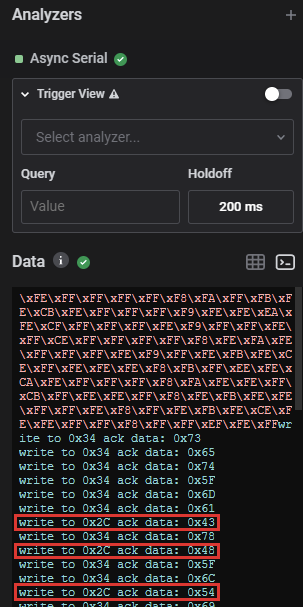 Analyzers
Async Serial
Trigger View
Select analyzer...
Query
Holdoff
Value
200 ms
Data
\xFE\xFF\xFF\xFF\xFF\xF8\xFA\xFF\xFB\xF
E\xCB\xFE\xFF\xFF\xFF\xF9\xFE\xFE\xEA\x
FE\xCF\xFF\xFF\xFF\xF9\xFF\xFF\xFF\xFE\
xFF\xCE\xFF\xFF\xFF\xF8\xFE\xFA\xFE
\xFF\xFF\xFE\xF9\xFF\xFE\xFB\xFE\xC
E\xFF\xFE\xFF\xFE\xF8\xFB\xFF\xEE\xFE\x
CA\xFE\xFF\xFF\xFF\xF8\xFA\xFE\xFE\xFF\
xCB\xFF\xFF\xFE\xFF\xF8\xFE\xFB\xFE\xFE
\xFF\xFF\xFE\xF8\xFF\xFE\xFB\xFE\xCE\xF
E\xFF\xFE\xFF\xF8\xFF\xFF\xEF\xFE\xFFwr
ite to 0x34 ack data: 0x73
write to 0x34 ack data: 0x65
write to 0x34 ack data: 0x74
write to 0x34 ack data: 0x5F
write to 0x34 ack data: 0x6D
write to 0x34 ack data: 0x61
write to 0x2C ack data: 0x43
write to 0x34 ack data: 0x78
write to 0x2C ack data: 0x48
write to 0x34 ack data: 0x5F
write to 0x34 ack data: 0x6C
write to 0x2C ack data: 0x54
write to 0x34 ack data: 0x69